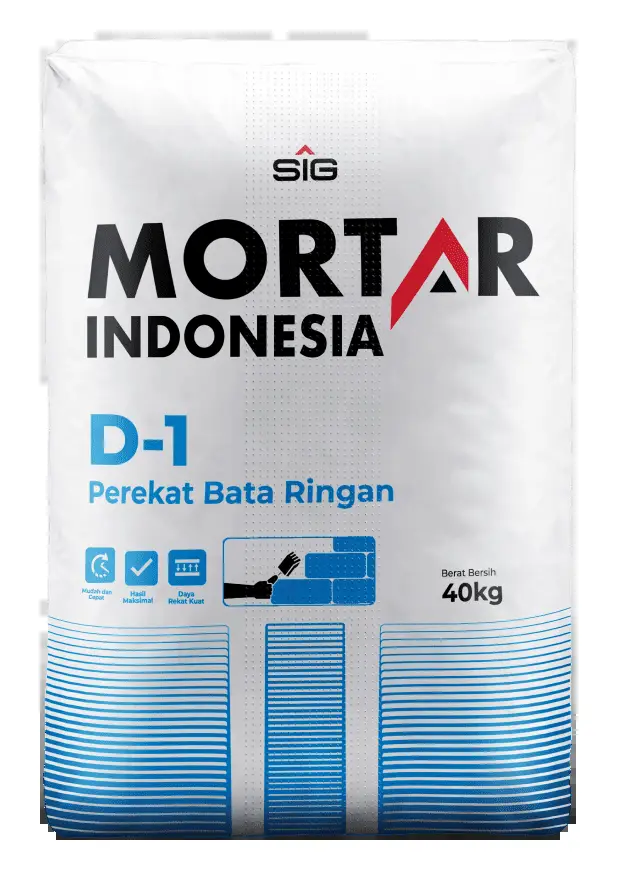 SIG
MORTAR
INDONESIA
D-1
Perekat Bata Ringan
Mudah dan
Cepat
Hasil
Maksimal
Daya
Rekat Kuat
Berat Bersih
40kg